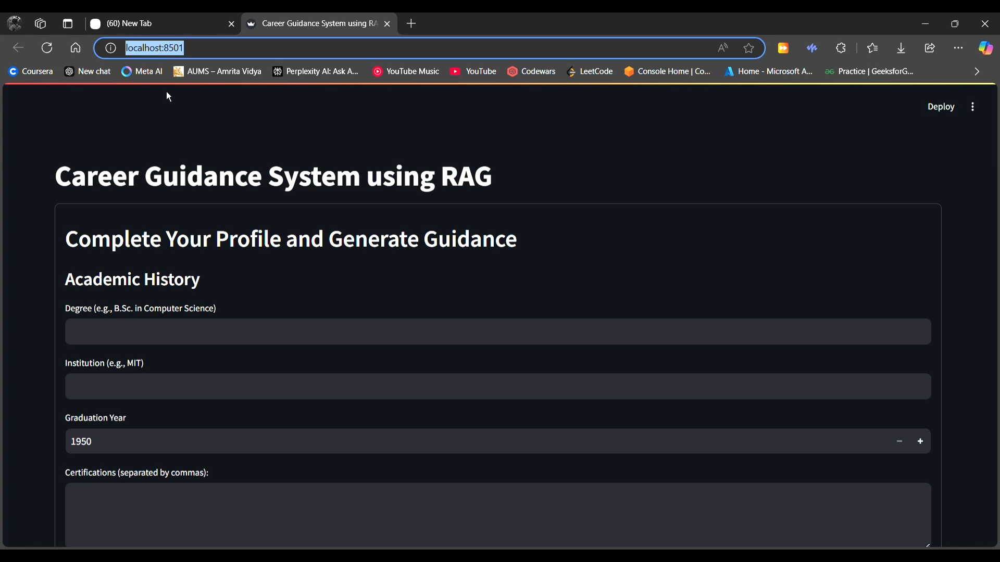 (60) New Tab
Career Guidance System using RA
localhost:8501
Coursera
New chat
Meta AI
AUMS – Amrita Vidya
Perplexity AI: Ask A...
YouTube Music
YouTube
Codewars
LeetCode
Console Home | Co...
Home - Microsoft A...
Practice | GeeksforG...
Deploy
Career Guidance System using RAG
Complete Your Profile and Generate Guidance
Academic History
Degree (e.g., B.Sc. in Computer Science)
Institution (e.g., MIT)
Graduation Year
1950
Certifications (separated by commas):